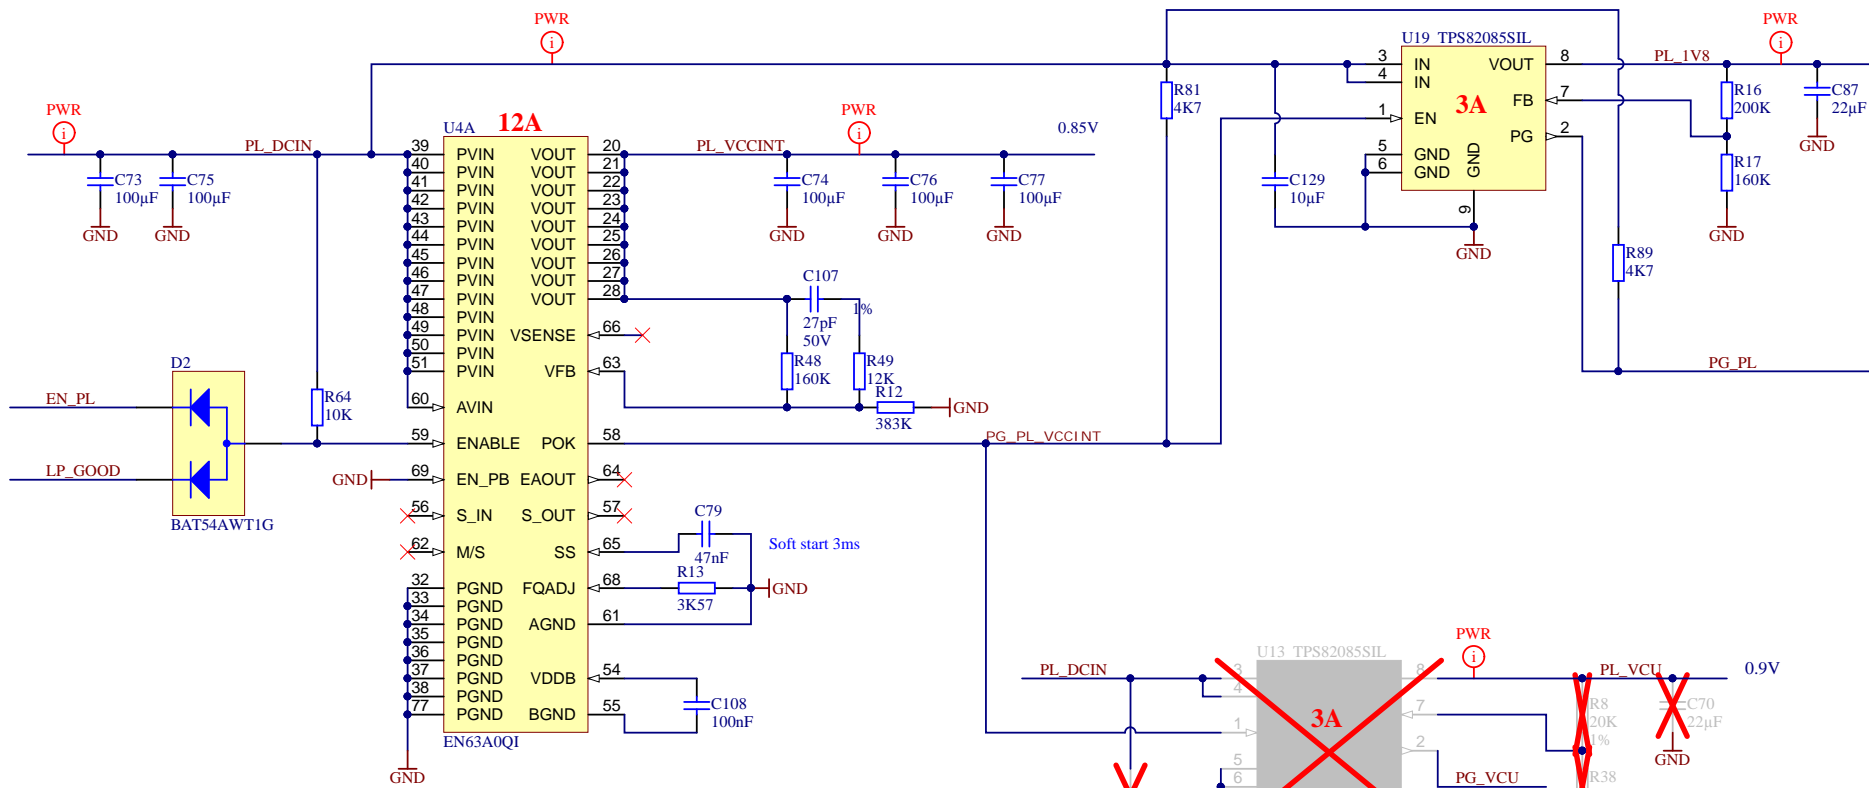 PWR
i
PWR
i
PL_DCIN
C73
100µF
GND
C75
100µF
GND
U4A
12A
39 PVIN VOUT 20
40 PVIN VOUT 21
41 PVIN VOUT 22
42 PVIN VOUT 23
43 PVIN VOUT 24
44 PVIN VOUT 25
45 PVIN VOUT 26
46 PVIN VOUT 27
47 PVIN VOUT 28
48 PVIN
49 PVIN VSENSE 66
50 PVIN
51 PVIN VFB 63
60 AVIN
59 ENABLE POK 58
69 EN_PB EAOUT 64
56 S_IN S_OUT 57
62 M/S SS 65
32 PGND FQADJ 68
33 PGND
34 PGND AGND 61
35 PGND
36 PGND
37 PGND VDDB 54
38 PGND
77 PGND BGND 55
EN63A0QI
GND
GND
D2
EN_PL
LP_GOOD
BAT54AWT1G
R64
10K
PL_VCCINT
PWR
i
0.85V
C74
100µF
GND
C76
100µF
GND
C77
100µF
GND
C107
27pF
50V
1%
R48
160K
R49
12K
R12
383K
GND
PG_PL_VCCINT
C79
47nF
Soft start 3ms
R13
3K57
GND
C108
100nF
R81
4K7
C129
10µF
U19 TPS82085SIL
3A
3 IN VOUT 8
4 IN
FB 7
1 EN
PG 2
5 GND
6 GND
GND
9
GND
PL_1V8
PWR
i
R16
200K
R17
160K
GND
C87
22µF
GND
R89
4K7
PG_PL
PL_DCIN
U13 TPS82085SIL
3A
3
4
1
5
6
8
7
2
PWR
i
PL_VCU
0.9V
R8
20K
1%
C70
22µF
GND
R38
PG_VCU